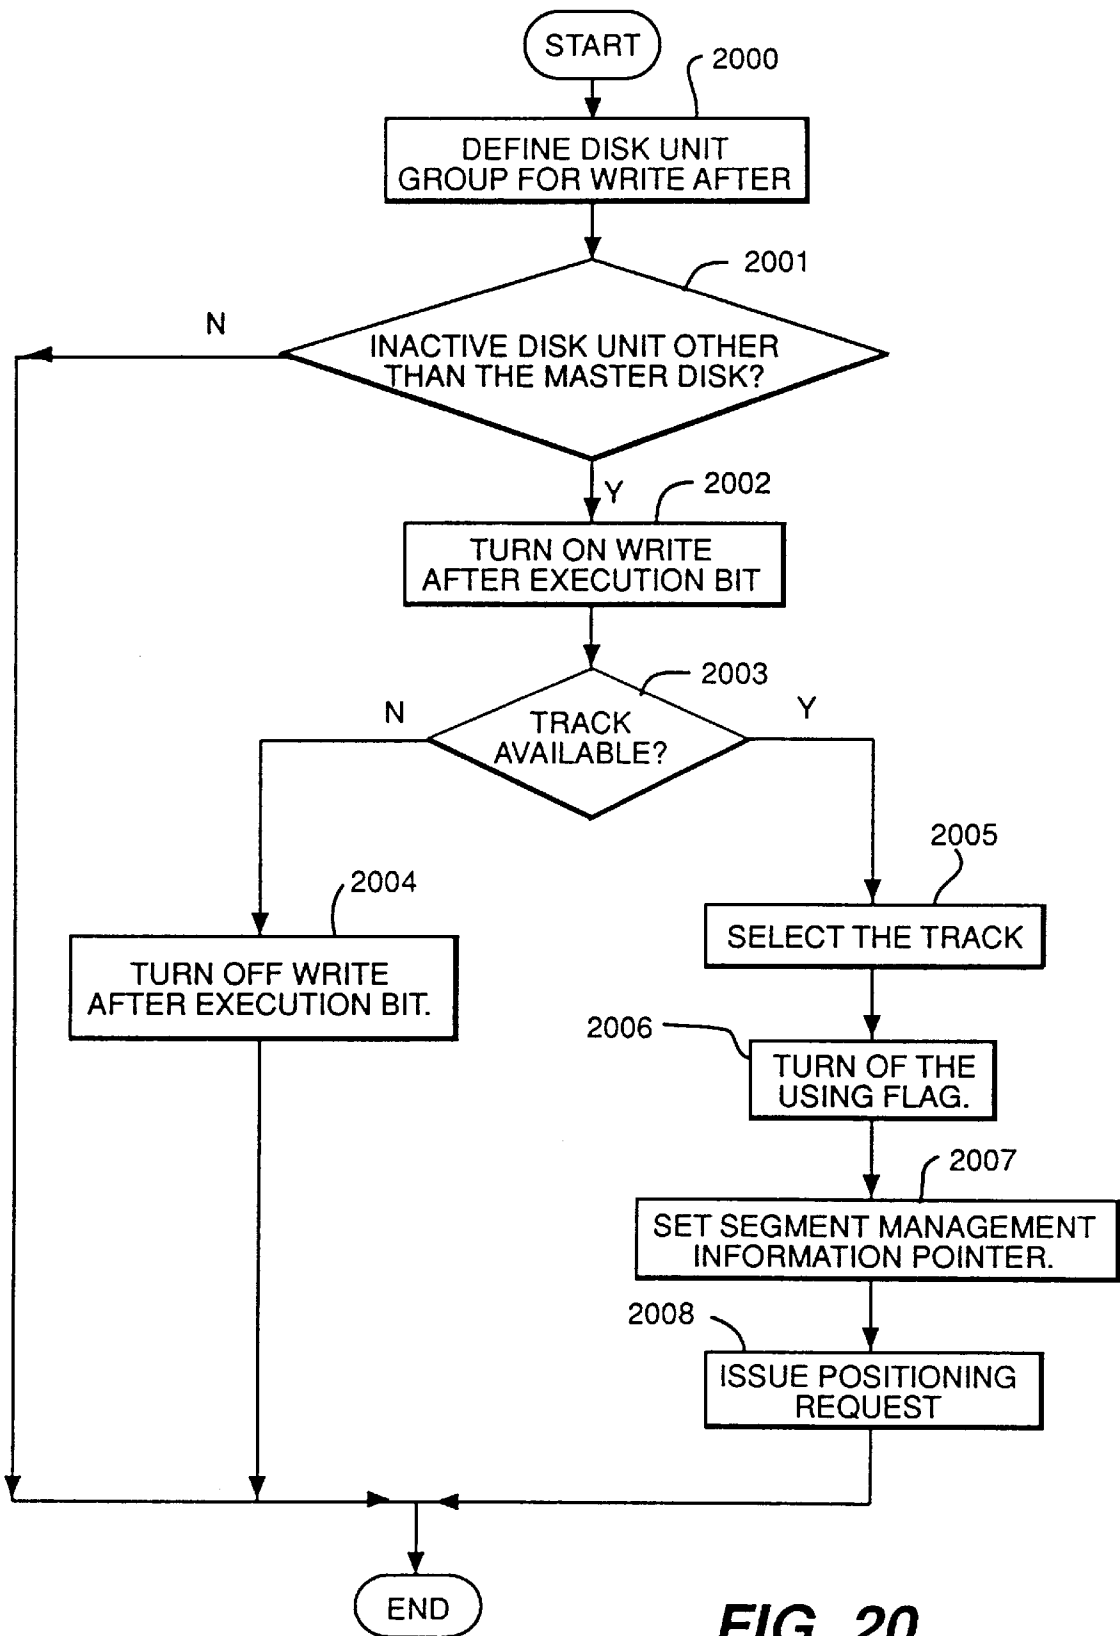 START
2000
DEFINE DISK UNIT
GROUP FOR WRITE AFTER
2001
N
INACTIVE DISK UNIT OTHER
THAN THE MASTER DISK?
Y
2002
TURN ON WRITE
AFTER EXECUTION BIT
2003
N
Y
TRACK
AVAILABLE?
2005
2004
SELECT THE TRACK
TURN OFF WRITE
AFTER EXECUTION BIT.
2006
TURN OF THE
USING FLAG.
2007
SET SEGMENT MANAGEMENT
INFORMATION POINTER.
2008
ISSUE POSITIONING
REQUEST
END
FIG. 20